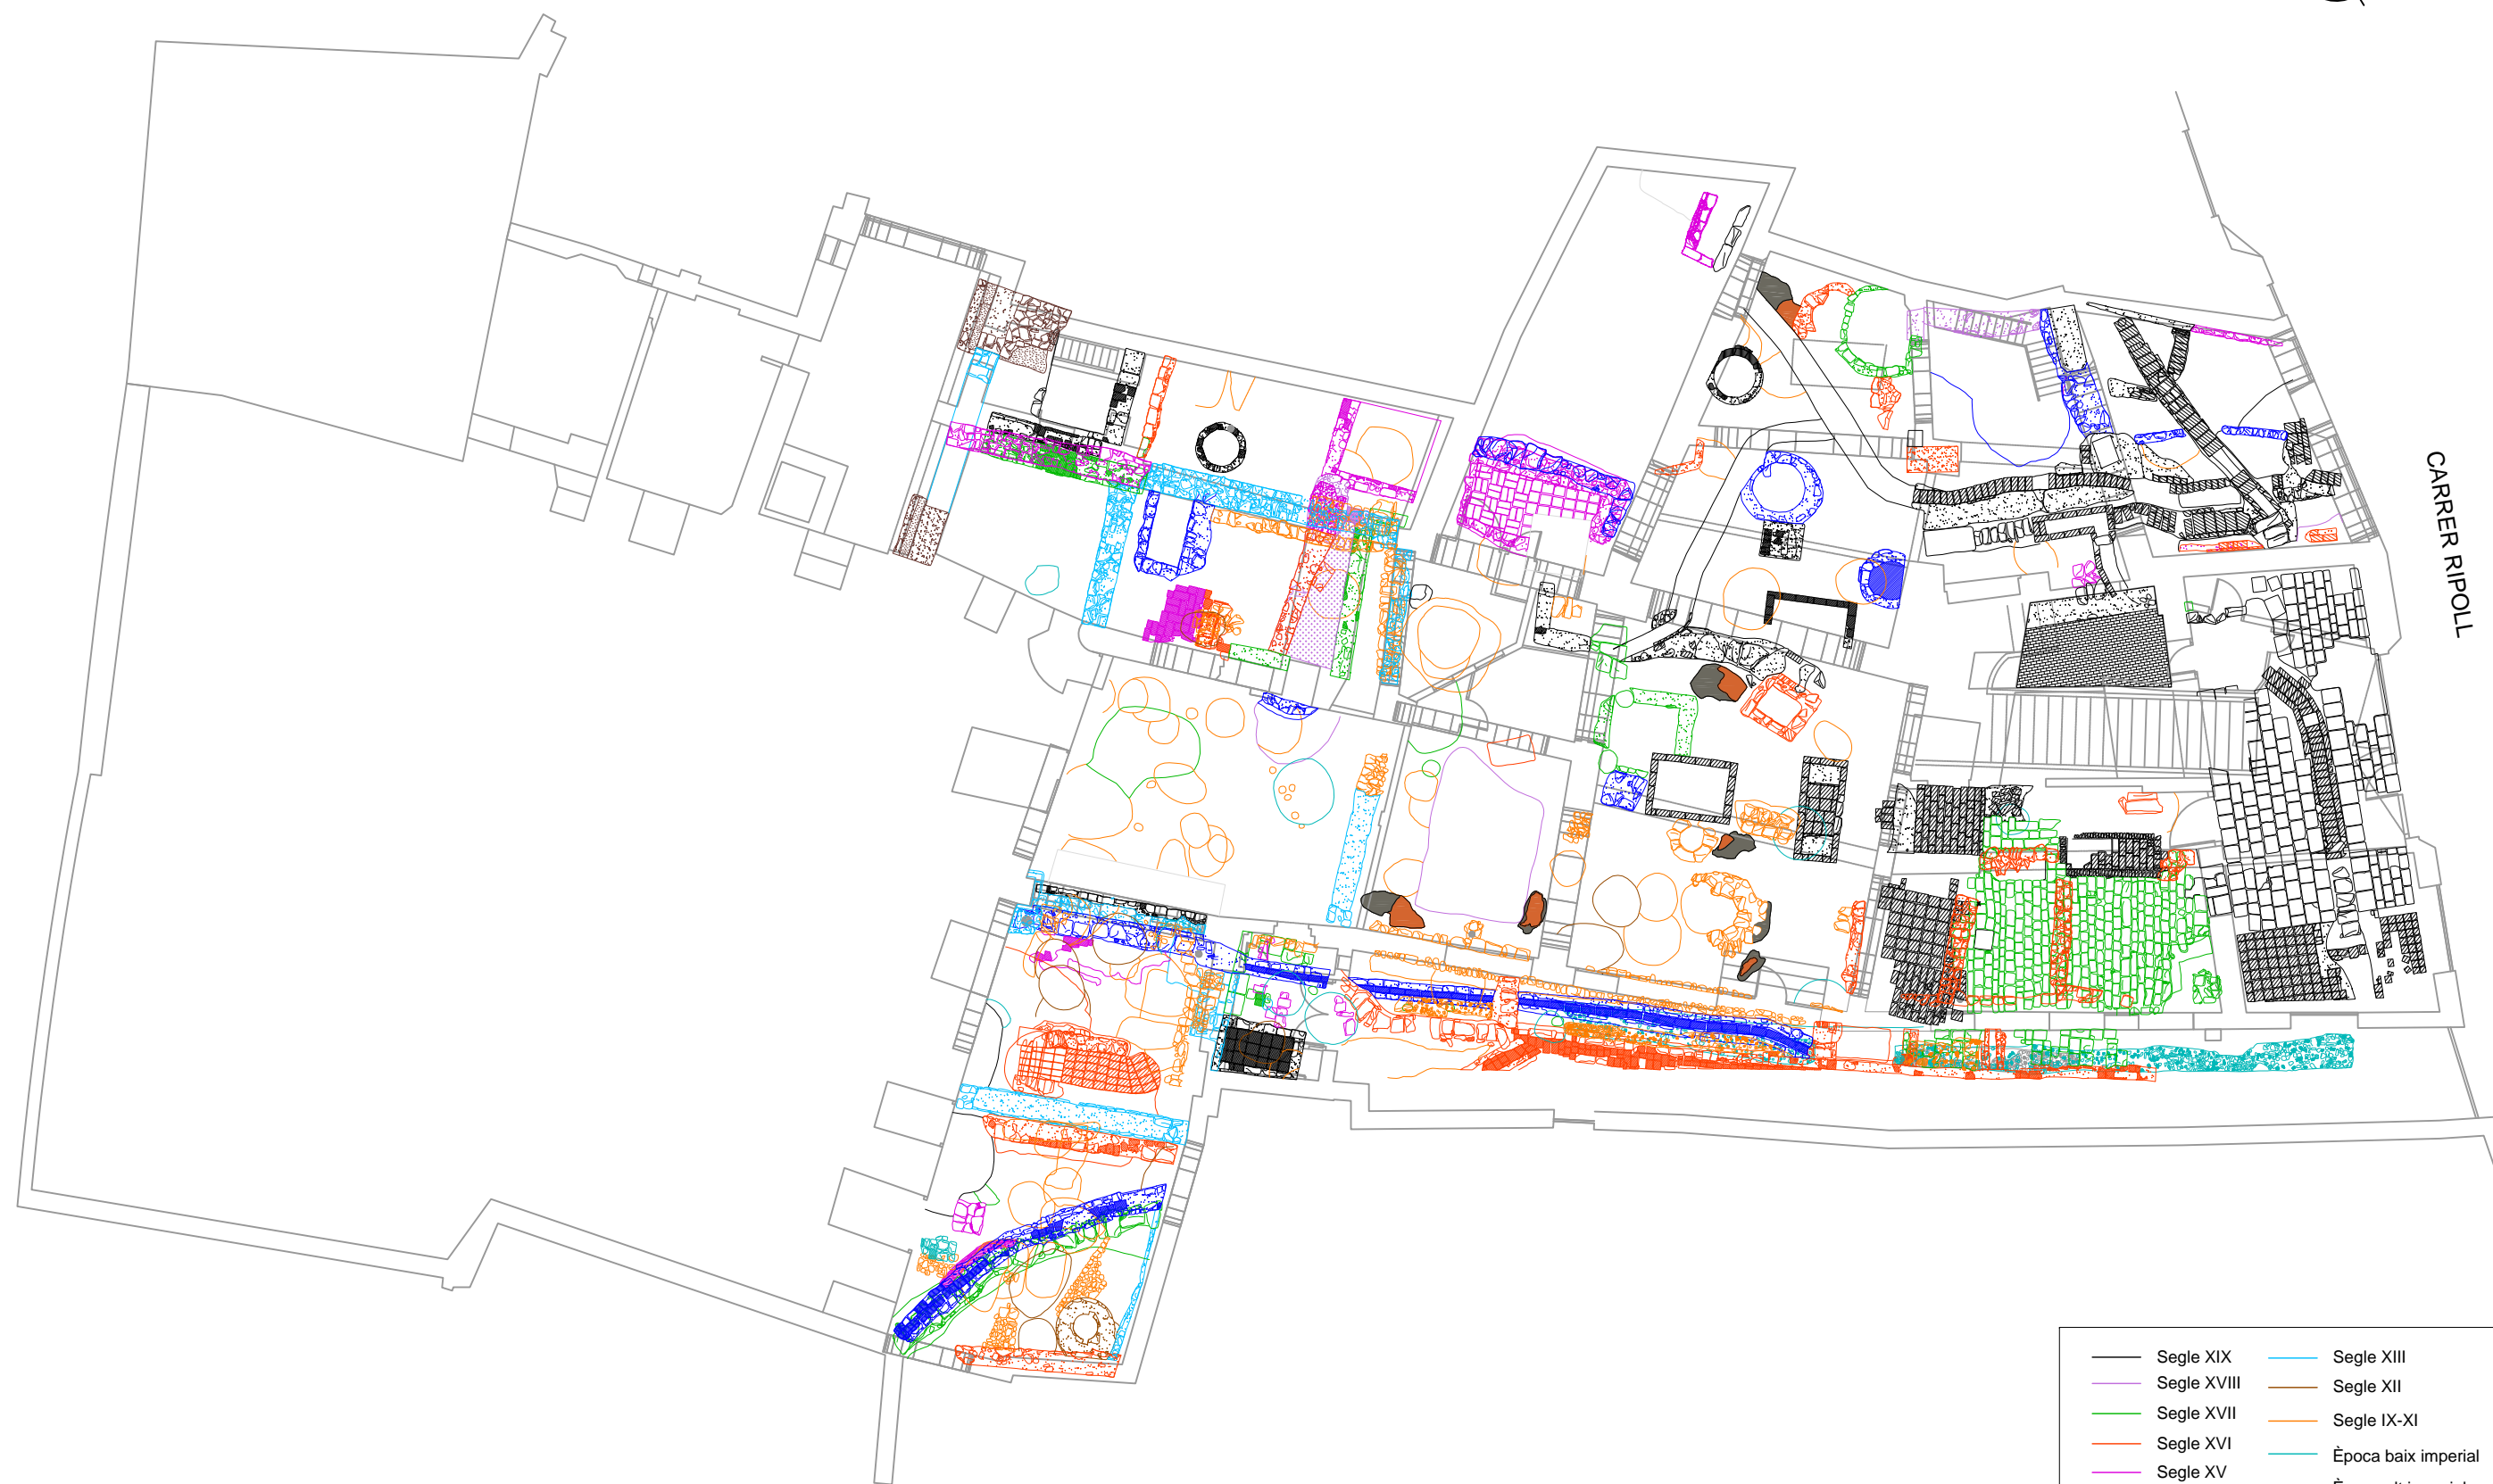 CARRER RIPOLL
Segle XIX
Segle XVIII
Segle XVII
Segle XVI
Segle XV
Segle XIII
Segle XII
Segle IX-XI
Època baix imperial